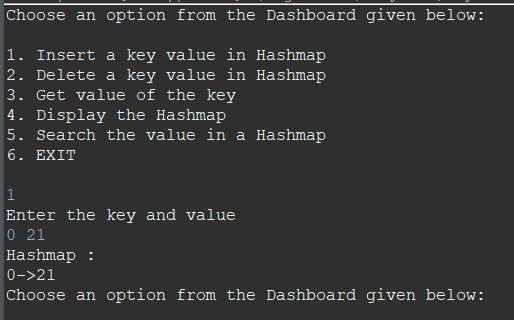 Choose an option from the Dashboard given below:
1. Insert a key value in Hashmap
2. Delete a key value in Hashmap
3. Get value of the key
4. Display the Hashmap
5. Search the value in a Hashmap
6. EXIT
1
Enter the key and value
0 21
Hashmap :
0->21
Choose an option from the Dashboard given below: